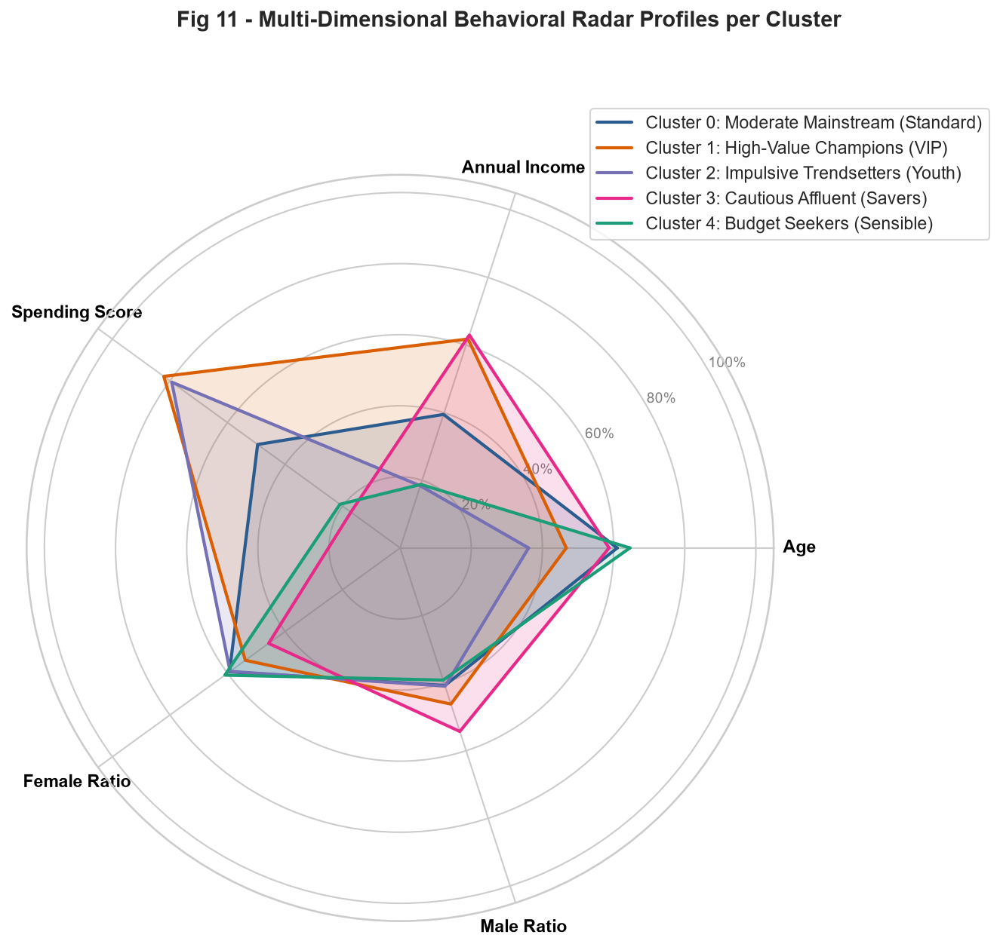 Fig 11 - Multi-Dimensional Behavioral Radar Profiles per Cluster
Cluster 0: Moderate Mainstream (Standard)
Cluster 1: High-Value Champions (VIP)
Cluster 2: Impulsive Trendsetters (Youth)
Cluster 3: Cautious Affluent (Savers)
Cluster 4: Budget Seekers (Sensible)
Annual Income
Spending Score
100%
80%
60%
40%
20%
Age
Female Ratio
Male Ratio